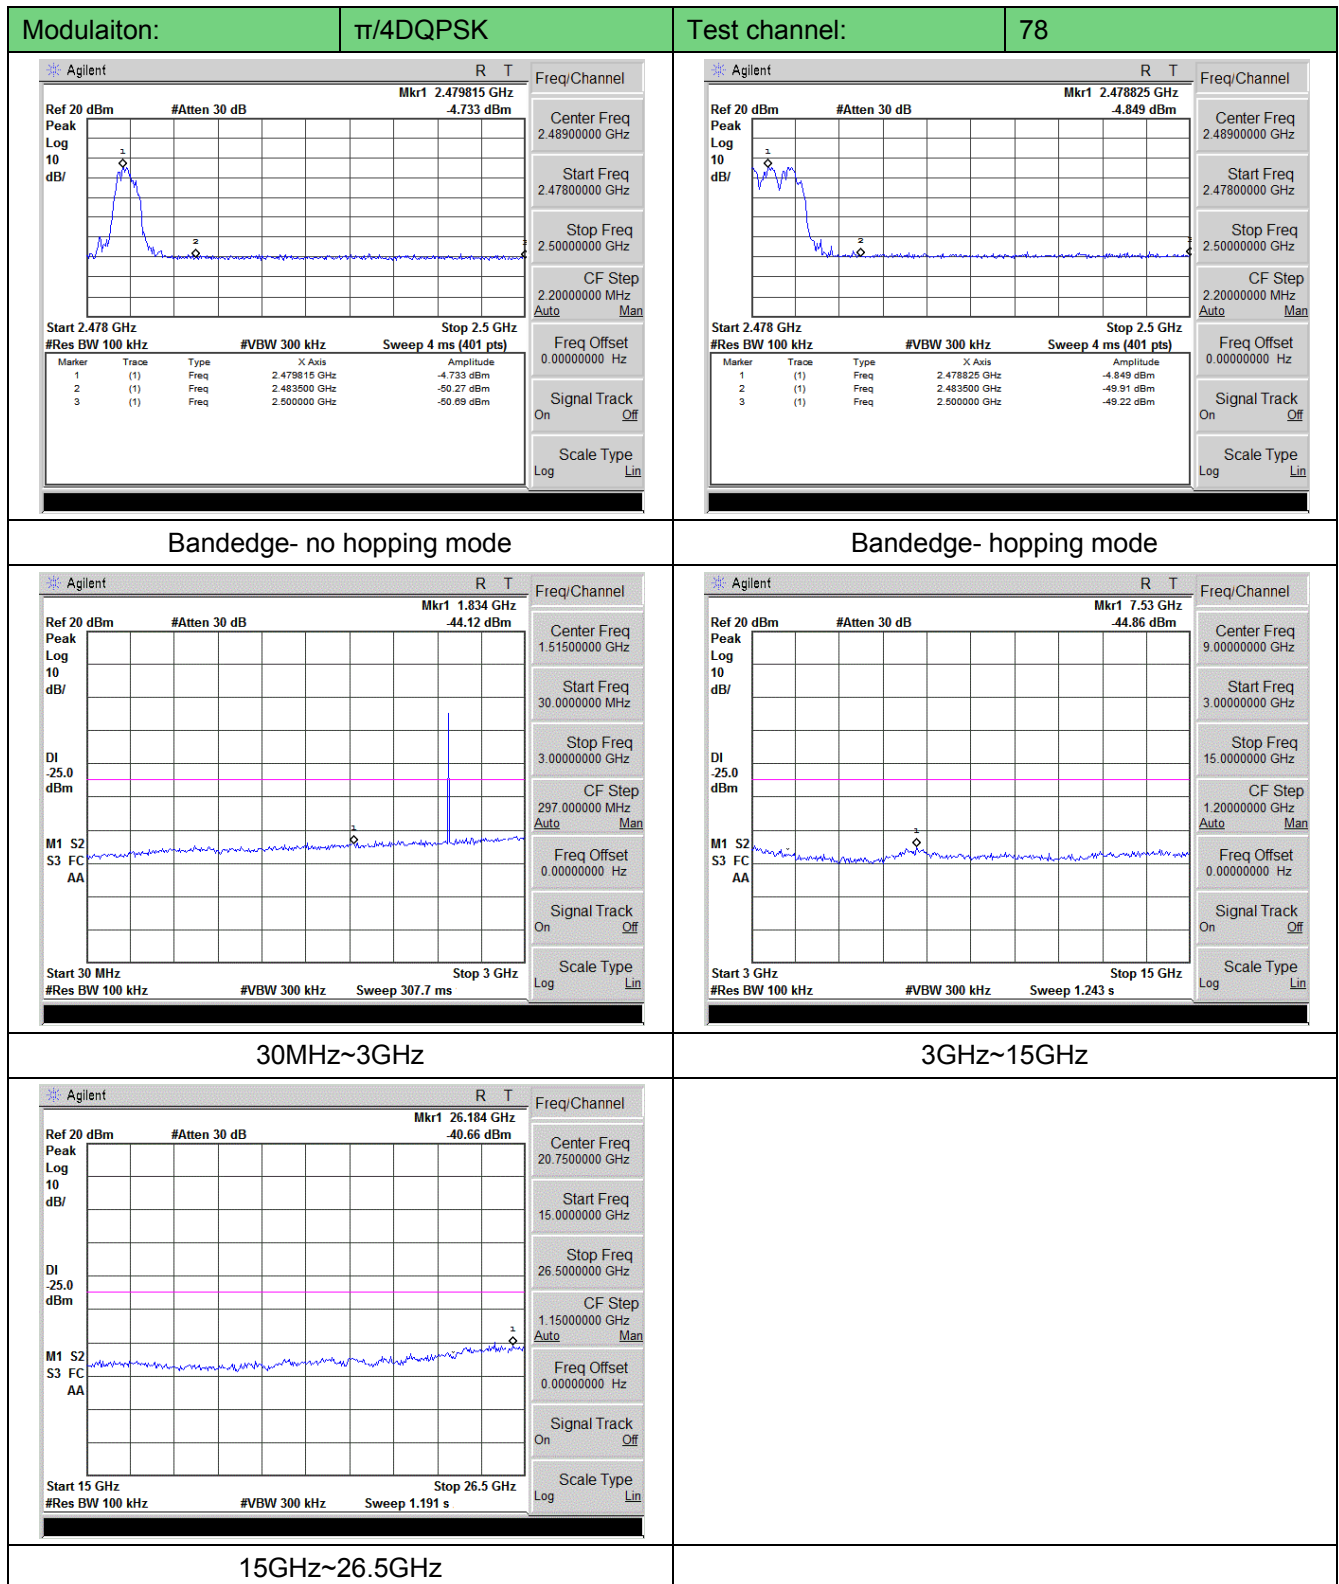 Modulaiton: π/4DQPSK Test channel: 78
Agilent R T
Mkr1 2.479815 GHz
Ref 20 dBm #Atten 30 dB -4.733 dBm
Peak
Log
10
dB/
1
2
3
Start 2.478 GHz Stop 2.5 GHz
#Res BW 100 kHz #VBW 300 kHz Sweep 4 ms (401 pts)
Marker Trace Type X Axis Amplitude
1 (1) Freq 2.479815 GHz -4.733 dBm
2 (1) Freq 2.483500 GHz -50.27 dBm
3 (1) Freq 2.500000 GHz -50.69 dBm
Freq/Channel
Center Freq
2.48900000 GHz
Start Freq
2.47800000 GHz
Stop Freq
2.50000000 GHz
CF Step
2.20000000 MHz
Auto Man
Freq Offset
0.00000000 Hz
Signal Track
On Off
Scale Type
Log Lin
Agilent R T
Mkr1 2.478825 GHz
Ref 20 dBm #Atten 30 dB -4.849 dBm
Peak
Log
10
dB/
1
2
3
Start 2.478 GHz Stop 2.5 GHz
#Res BW 100 kHz #VBW 300 kHz Sweep 4 ms (401 pts)
Marker Trace Type X Axis Amplitude
1 (1) Freq 2.478825 GHz -4.849 dBm
2 (1) Freq 2.483500 GHz -49.91 dBm
3 (1) Freq 2.500000 GHz -49.22 dBm
Freq/Channel
Center Freq
2.48900000 GHz
Start Freq
2.47800000 GHz
Stop Freq
2.50000000 GHz
CF Step
2.20000000 MHz
Auto Man
Freq Offset
0.00000000 Hz
Signal Track
On Off
Scale Type
Log Lin
Bandedge- no hopping mode Bandedge- hopping mode
Agilent R T
Mkr1 1.834 GHz
Ref 20 dBm #Atten 30 dB -44.12 dBm
Peak
Log
10
dB/
DI
-25.0
dBm
1
M1 S2
S3 FC
AA
Start 30 MHz Stop 3 GHz
#Res BW 100 kHz #VBW 300 kHz Sweep 307.7 ms
Freq/Channel
Center Freq
1.51500000 GHz
Start Freq
30.0000000 MHz
Stop Freq
3.00000000 GHz
CF Step
297.000000 MHz
Auto Man
Freq Offset
0.00000000 Hz
Signal Track
On Off
Scale Type
Log Lin
Agilent R T
Mkr1 7.53 GHz
Ref 20 dBm #Atten 30 dB -44.86 dBm
Peak
Log
10
dB/
DI
-25.0
dBm
1
M1 S2
S3 FC
AA
Start 3 GHz Stop 15 GHz
#Res BW 100 kHz #VBW 300 kHz Sweep 1.243 s
Freq/Channel
Center Freq
9.00000000 GHz
Start Freq
3.00000000 GHz
Stop Freq
15.0000000 GHz
CF Step
1.20000000 GHz
Auto Man
Freq Offset
0.00000000 Hz
Signal Track
On Off
Scale Type
Log Lin
30MHz~3GHz 3GHz~15GHz
Agilent R T
Mkr1 26.184 GHz
Ref 20 dBm #Atten 30 dB -40.66 dBm
Peak
Log
10
dB/
DI
-25.0
dBm
1
M1 S2
S3 FC
AA
Start 15 GHz Stop 26.5 GHz
#Res BW 100 kHz #VBW 300 kHz Sweep 1.191 s
Freq/Channel
Center Freq
20.7500000 GHz
Start Freq
15.0000000 GHz
Stop Freq
26.5000000 GHz
CF Step
1.15000000 GHz
Auto Man
Freq Offset
0.00000000 Hz
Signal Track
On Off
Scale Type
Log Lin
15GHz~26.5GHz